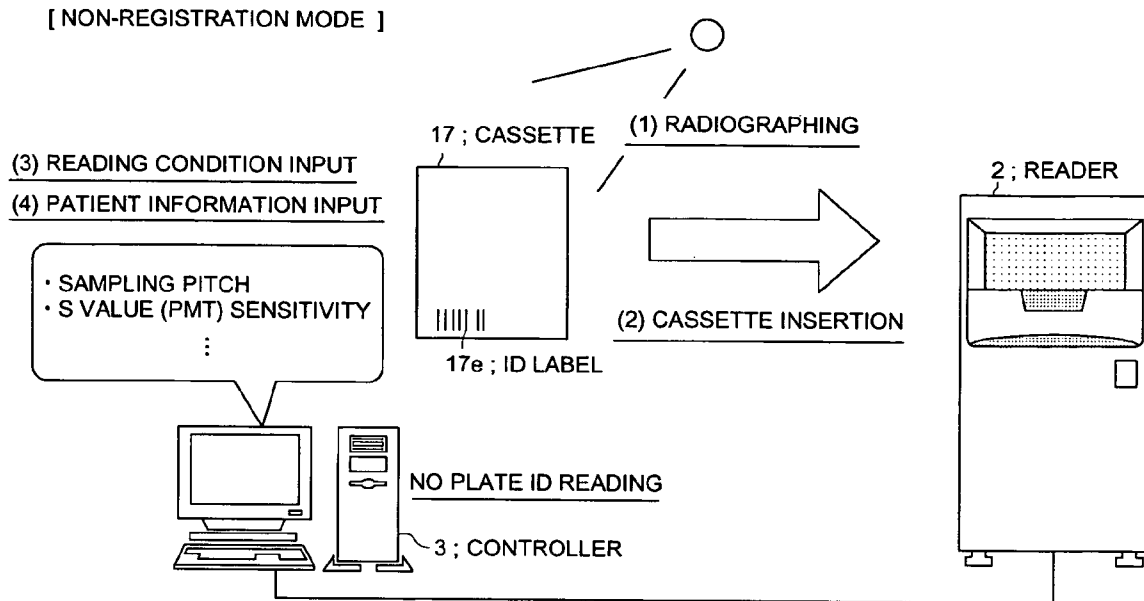 [ NON-REGISTRATION MODE ]
17 ; CASSETTE
(1) RADIOGRAPHING
(3) READING CONDITION INPUT
(4) PATIENT INFORMATION INPUT
2 ; READER
・SAMPLING PITCH
・S VALUE (PMT) SENSITIVITY
⋮
(2) CASSETTE INSERTION
17e ; ID LABEL
NO PLATE ID READING
3 ; CONTROLLER